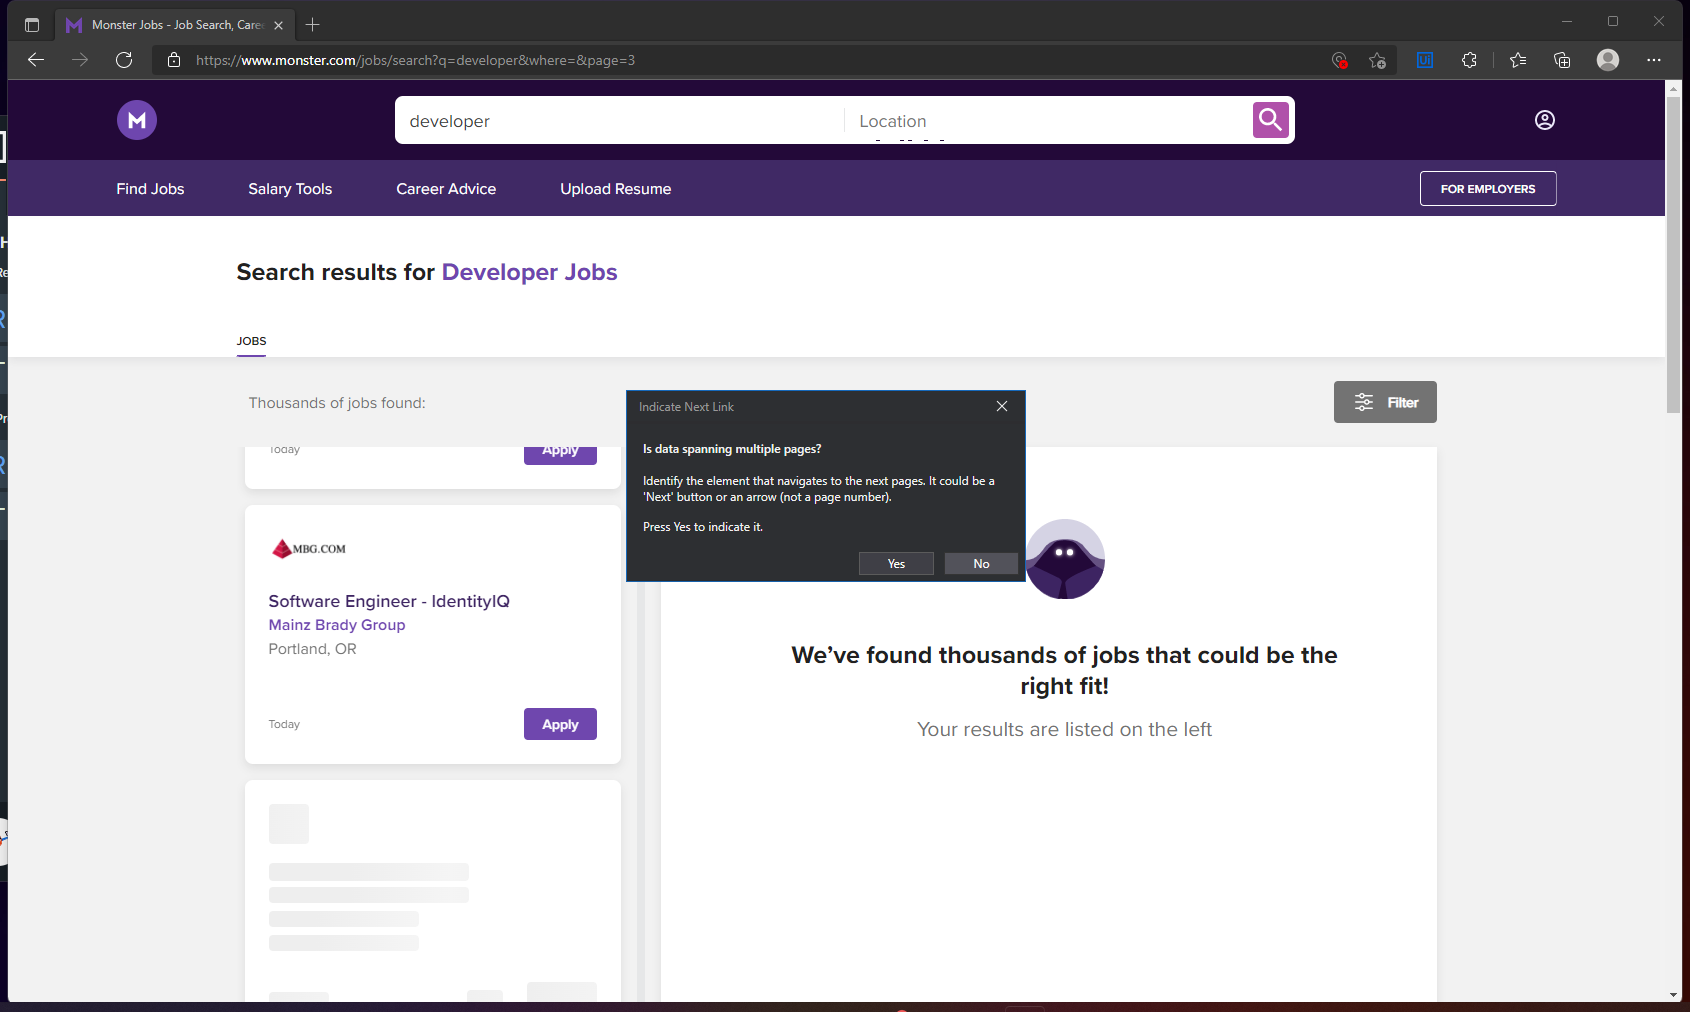 Monster Jobs - Job Search, Care
https://www.monster.com/jobs/search?q=developer&where=&page=3
UI
M
developer
Location
Find Jobs
Salary Tools
Career Advice
Upload Resume
FOR EMPLOYERS
Search results for Developer Jobs
JOBS
Thousands of jobs found:
Filter
Today
Apply
Indicate Next Link
Is data spanning multiple pages?
Identify the element that navigates to the next pages. It could be a
'Next' button or an arrow (not a page number).
Press Yes to indicate it.
Yes
No
MBG.COM
Software Engineer - IdentityIQ
Mainz Brady Group
Portland, OR
Today
Apply
We’ve found thousands of jobs that could be the
right fit!
Your results are listed on the left